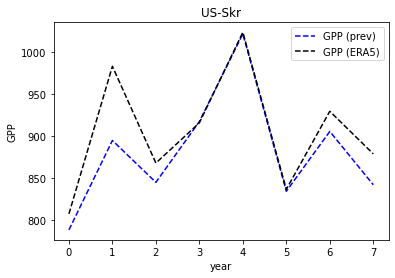 US-Skr
GPP (prev)
GPP (ERA5)
1000
950
900
850
800
GPP
0 1 2 3 4 5 6 7
year